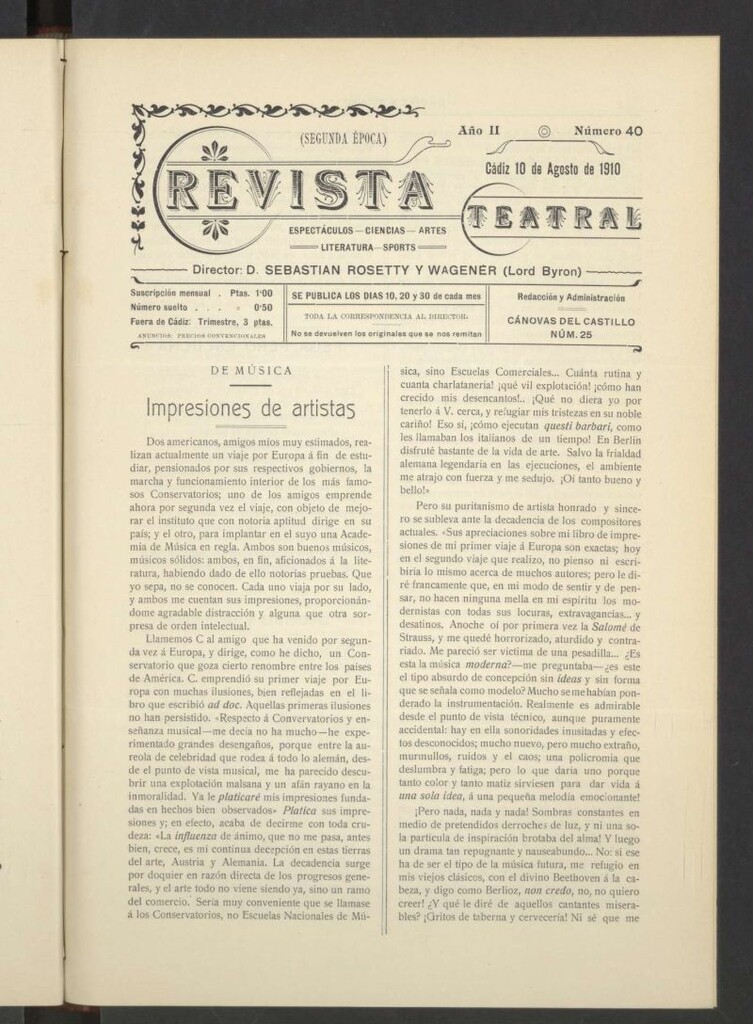 (SEGUNDA ÉPOCA)
Año II Número 40
Cádiz 10 de Agosto de 1910
REVISTA TEATRAL
ESPECTÁCULOS—CIENCIAS—ARTES
LITERATURA—SPORTS
Director: D. SEBASTIAN ROSETTY Y WAGENER (Lord Byron)
Suscripción mensual . Ptas. 1'00
Número suelto . . . » 0'50
Fuera de Cádiz: Trimestre, 3 ptas.
ANUNCIOS: PRECIOS CONVENCIONALES
SE PUBLICA LOS DIAS 10, 20 y 30 de cada mes
TODA LA CORRESPONDENCIA AL DIRECTOR.
No se devuelven los originales que se nos remitan
Redacción y Administración
CÁNOVAS DEL CASTILLO
NÚM. 25
DE MÚSICA
Impresiones de artistas
Dos americanos, amigos míos muy estimados, rea-
lizan actualmente un viaje por Europa á fin de estu-
diar, pensionados por sus respectivos gobiernos, la
marcha y funcionamiento interior de los más famo-
sos Conservatorios; uno de los amigos emprende
ahora por segunda vez el viaje, con objeto de mejo-
rar el instituto que con notoria aptitud dirige en su
país; y el otro, para implantar en el suyo una Acade-
mia de Música en regla. Ambos son buenos músicos,
músicos sólidos: ambos, en fin, aficionados á la lite-
ratura, habiendo dado de ello notorias pruebas. Que
yo sepa, no se conocen. Cada uno viaja por su lado,
y ambos me cuentan sus impresiones, proporcionán-
dome agradable distracción y alguna que otra sor-
presa de orden intelectual.
Llamemos C al amigo que ha venido por segun-
da vez á Europa, y dirige, como he dicho, un Con-
servatorio que goza cierto renombre entre los países
de América. C. emprendió su primer viaje por Eu-
ropa con muchas ilusiones, bien reflejadas en el li-
bro que escribió ad doc. Aquellas primeras ilusiones
no han persistido. «Respecto á Convervatorios y en-
señanza musical—me decía no ha mucho—he expe-
rimentado grandes desengaños, porque entre la au-
reola de celebridad que rodea á todo lo alemán, des-
de el punto de vista musical, me ha parecido descu-
brir una explotación malsana y un afán rayano en la
inmoralidad. Ya le platicaré mis impresiones funda-
das en hechos bien observados» Platica sus impre-
siones y; en efecto, acaba de decirme con toda cru-
deza: «La influenza de ánimo, que no me pasa, antes
bien, crece, es mi continua decepción en estas tierras
del arte, Austria y Alemania. La decadencia surge
por doquier en razón directa de los progresos gene-
rales, y el arte todo no viene siendo ya, sino un ramo
del comercio. Sería muy conveniente que se llamase
á los Conservatorios, no Escuelas Nacionales de Mú-
sica, sino Escuelas Comerciales... Cuánta rutina y
cuanta charlatanería! ¡qué vil explotación! ¡cómo han
crecido mis desencantos!.. ¡Qué no diera yo por
tenerlo á V. cerca, y refugiar mis tristezas en su noble
cariño! Eso sí, ¡cómo ejecutan questi barbari, como
les llamaban los italianos de un tiempo! En Berlín
disfruté bastante de la vida de arte. Salvo la frialdad
alemana legendaria en las ejecuciones, el ambiente
me atrajo con fuerza y me sedujo. ¡Oí tanto bueno y
bello!»
Pero su puritanismo de artista honrado y since-
ro se subleva ante la decadencia de los compositores
actuales. «Sus apreciaciones sobre mi libro de impre-
siones de mi primer viaje á Europa son exactas; hoy
en el segundo viaje que realizo, no pienso ni escri-
biría lo mismo acerca de muchos autores; pero le di-
ré francamente que, en mi modo de sentir y de pen-
sar, no hacen ninguna mella en mi espíritu los mo-
dernistas con todas sus locuras, extravagancias... y
desatinos. Anoche oí por primera vez la Salomé de
Strauss, y me quedé horrorizado, aturdido y contra-
riado. Me pareció ser víctima de una pesadilla... ¿Es
esta la música moderna?—me preguntaba—¿es este
el tipo absurdo de concepción sin ideas y sin forma
que se señala como modelo? Mucho se me habían pon-
derado la instrumentación. Realmente es admirable
desde el punto de vista técnico, aunque puramente
accidental: hay en ella sonoridades inusitadas y efec-
tos desconocidos; mucho nuevo, pero mucho extraño,
murmullos, ruidos y el caos; una policromia que
deslumbra y fatiga; pero lo que daria uno porque
tanto color y tanto matiz sirviesen para dar vida á
una sola idea, á una pequeña melodía emocionante!
¡Pero nada, nada y nada! Sombras constantes en
medio de pretendidos derroches de luz, y ni una so-
la partícula de inspiración brotaba del alma! Y luego
un drama tan repugnante y nauseabundo... No: si ese
ha de ser el tipo de la música futura, me refugio en
mis viejos clásicos, con el divino Beethoven á la ca-
beza, y digo como Berlioz, non credo, no, no quiero
creer! ¿Y qué le diré de aquellos cantantes misera-
bles? ¡Gritos de taberna y cervecería! Ni sé que me